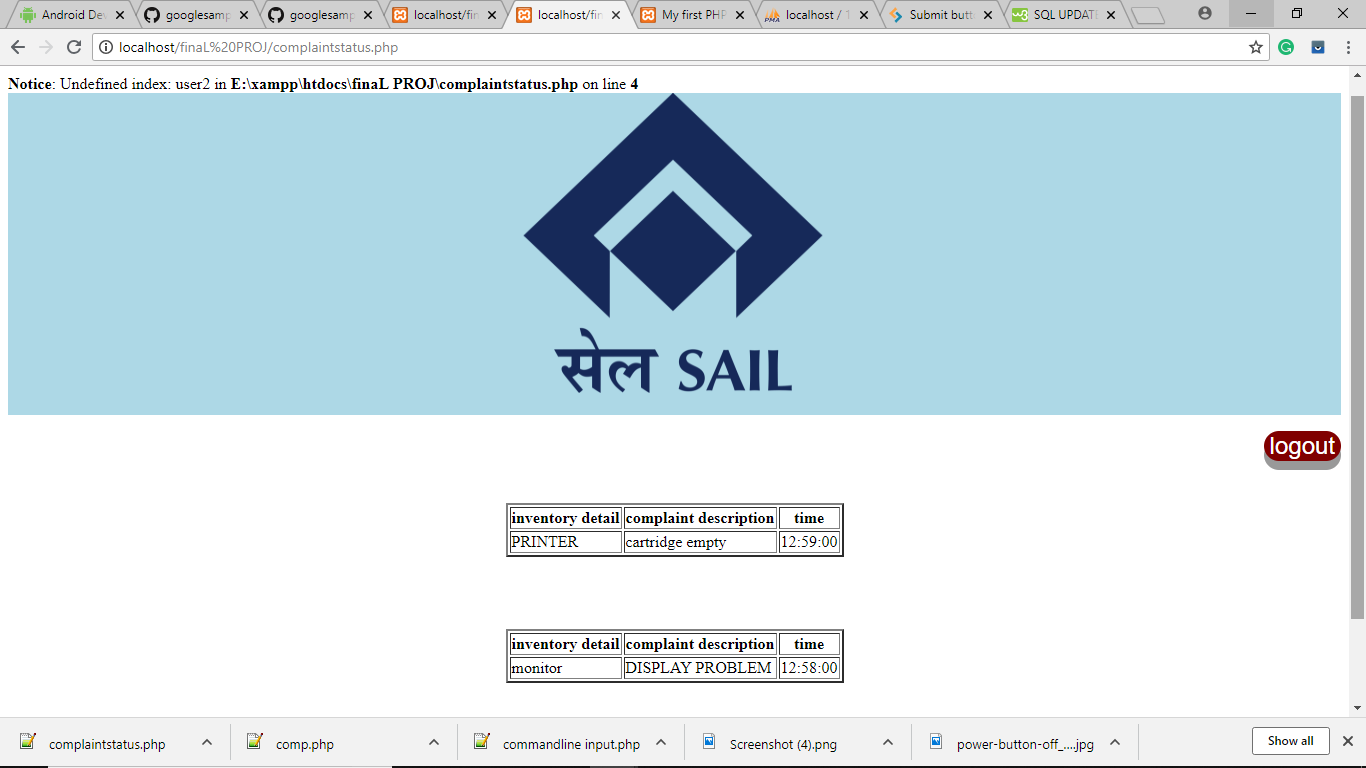 Android Dev
googlesamp
googlesamp
localhost/fin
localhost/fin
My first PHP
localhost / 1
Submit butt
SQL UPDATE
localhost/finaL%20PROJ/complaintstatus.php
Notice: Undefined index: user2 in E:\xampp\htdocs\finaL PROJ\complaintstatus.php on line 4
सेल SAIL
logout
inventory detail complaint description time
PRINTER cartridge empty 12:59:00
inventory detail complaint description time
monitor DISPLAY PROBLEM 12:58:00
complaintstatus.php
comp.php
commandline input.php
Screenshot (4).png
power-button-off_....jpg
Show all